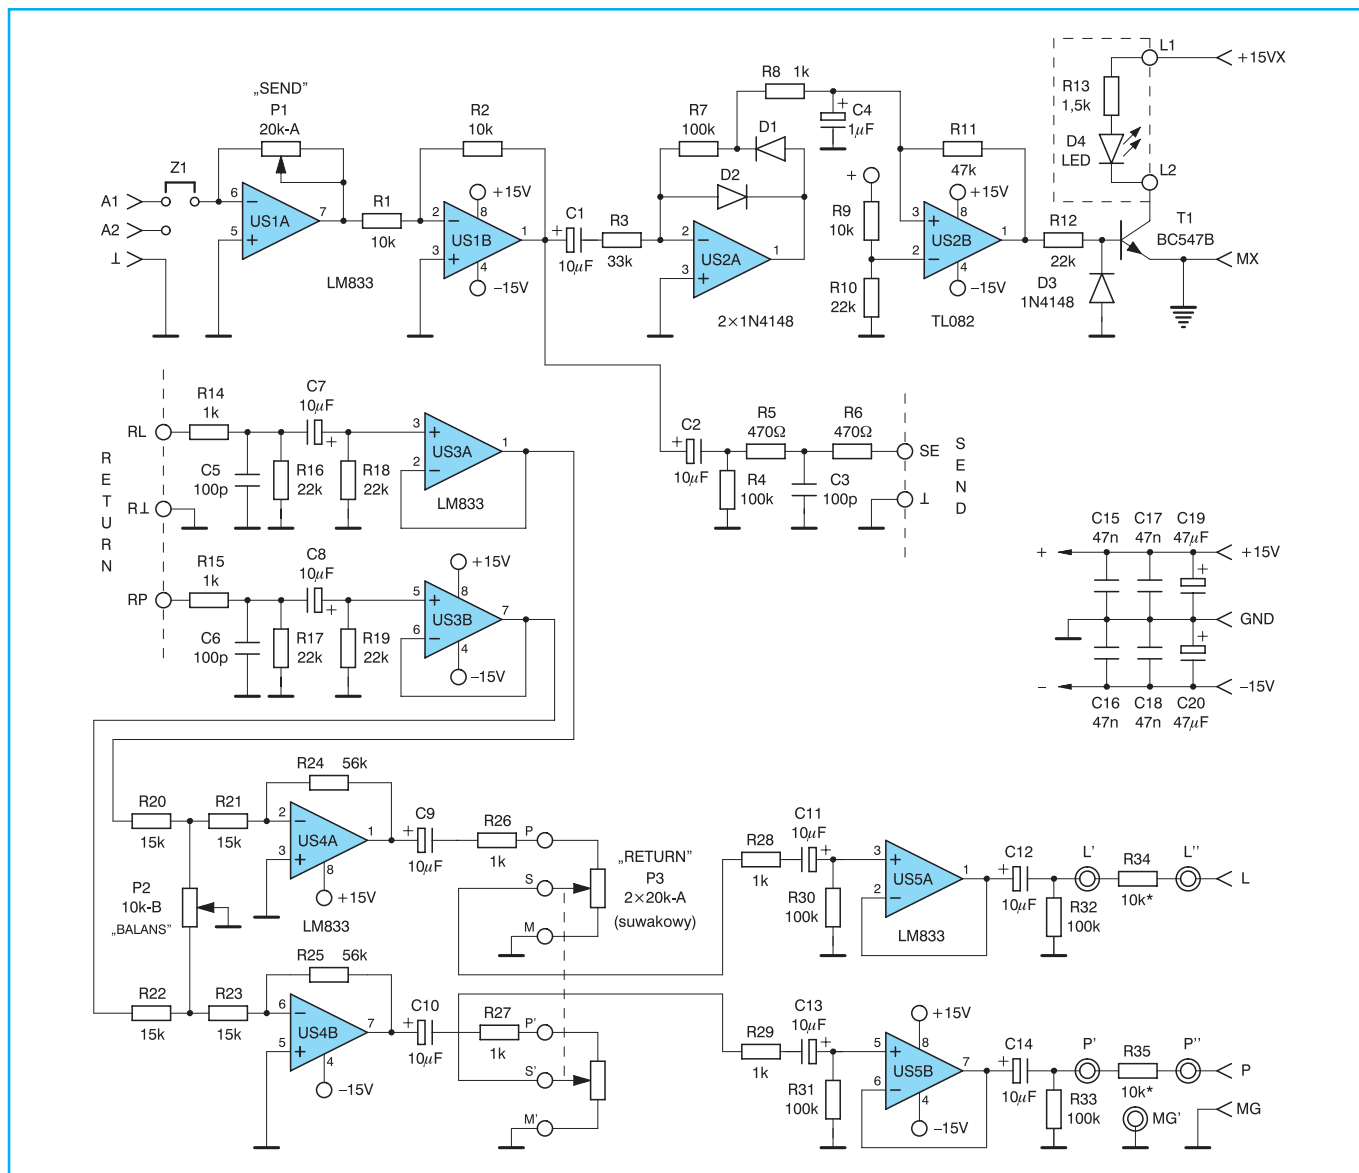 „SEND"
P1
20k-A
Z1
A1
A2
⊥
6
5
7
US1A
R1
10k
LM833
R2
10k
+15V
8
2
3
1
4
US1B
−15V
C1
+
10µF
R3
33k
R7
100k
R8 1k
D1
D2
2
3
1
US2A
2×1N4148
+
C4
1µF
+
R9
10k
R10
22k
R11
47k
+15V
8
3
2
1
4
US2B
−15V
TL082
R12
22k
D3
1N4148
T1
BC547B
R13
1,5k
D4
LED
L1
L2
+15VX
MX
RETURN
RL
R14
1k
C5
100p
R16
22k
C7
10µF
+
R18
22k
3
2
1
US3A
LM833
R⊥
RP
R15
1k
C6
100p
R17
22k
C8
10µF
+
R19
22k
+15V
8
5
6
7
4
US3B
−15V
C2
+
10µF
R4
100k
R5
470Ω
C3
100p
R6
470Ω
SE
⊥
SEND
C15
47n
C17
47n
C19
47µF
+
+
+15V
GND
−
−15V
+
C16
47n
C18
47n
C20
47µF
R20
15k
R21
15k
R24 56k
2
3
1
8
US4A
+15V
LM833
P2
10k-B
„BALANS"
R22
15k
R23
15k
R25 56k
6
5
7
4
US4B
−15V
C9
+
10µF
R26
1k
P
S
M
„RETURN"
P3
2×20k-A
(suwakowy)
C10
+
10µF
R27
1k
P'
S'
M'
R28
1k
C11
10µF
+
R30
100k
3
2
1
US5A
LM833
C12
+
10µF
R32
100k
L'
R34
10k*
L''
L
R29
1k
C13
10µF
+
R31
100k
+15V
8
5
6
7
4
US5B
−15V
C14
+
10µF
R33
100k
P'
R35
10k*
P''
P
MG'
MG